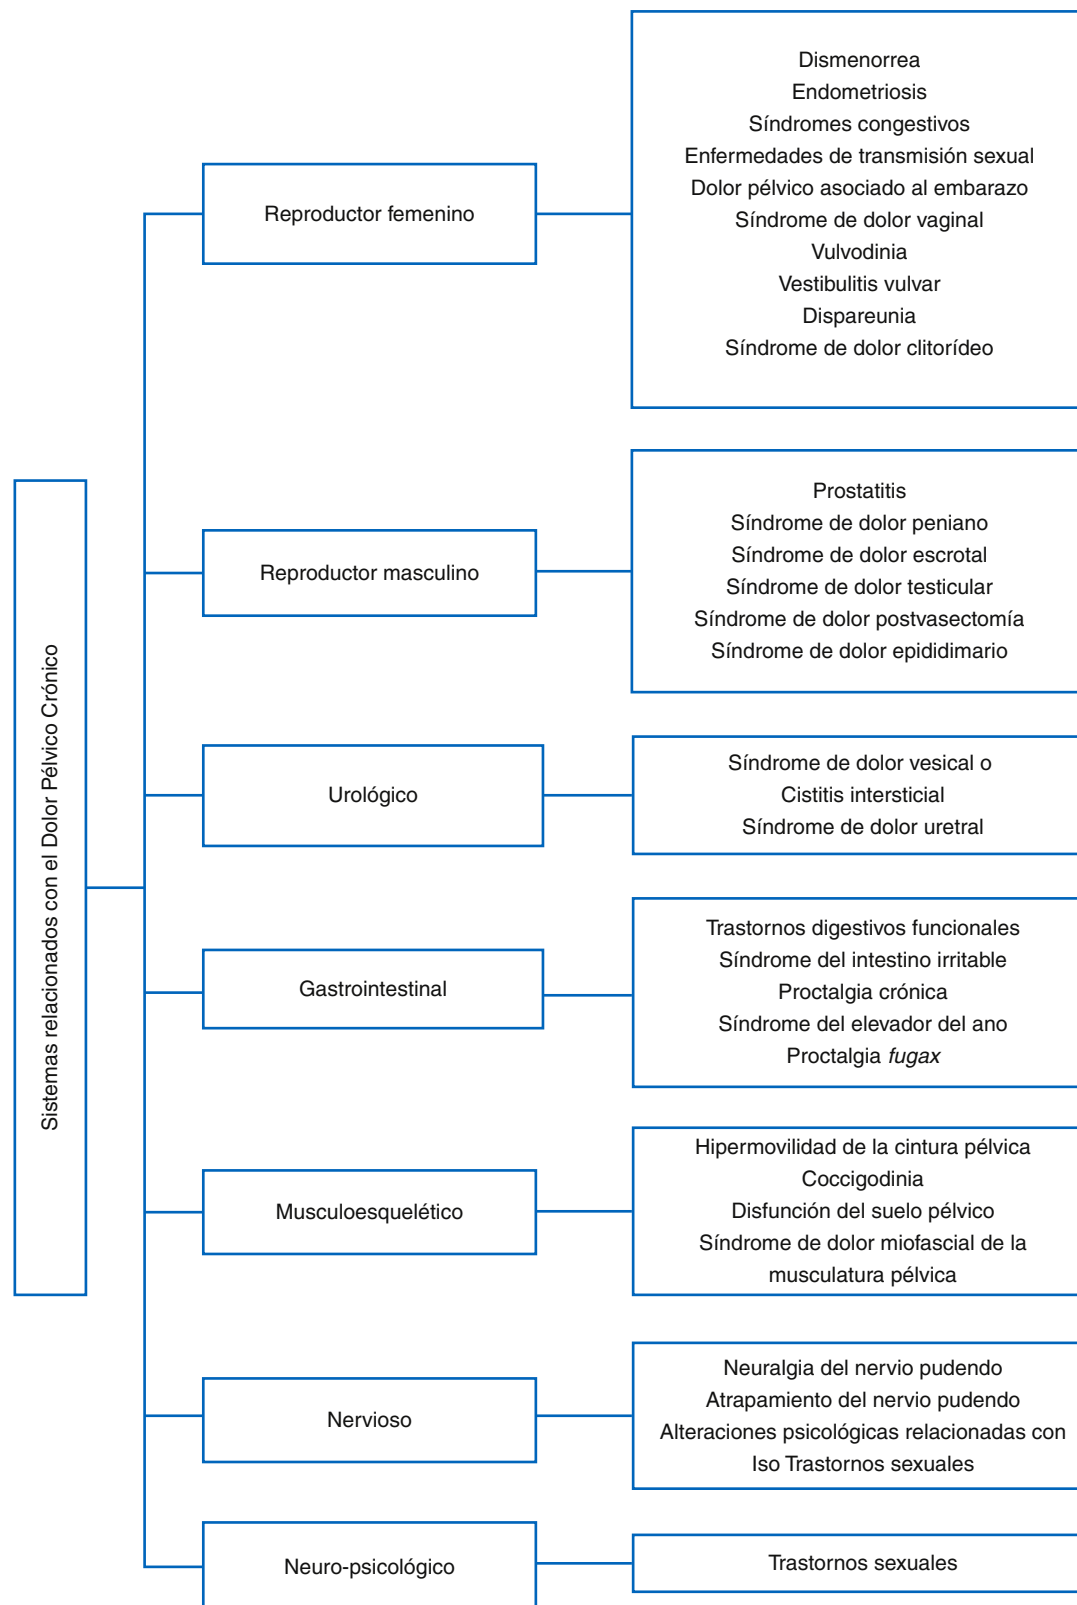 Sistemas relacionados con el Dolor Pélvico Crónico
Reproductor femenino
Dismenorrea
Endometriosis
Síndromes congestivos
Enfermedades de transmisión sexual
Dolor pélvico asociado al embarazo
Síndrome de dolor vaginal
Vulvodinia
Vestibulitis vulvar
Dispareunia
Síndrome de dolor clitorídeo
Reproductor masculino
Prostatitis
Síndrome de dolor peniano
Síndrome de dolor escrotal
Síndrome de dolor testicular
Síndrome de dolor postvasectomía
Síndrome de dolor epididimario
Urológico
Síndrome de dolor vesical o
Cistitis intersticial
Síndrome de dolor uretral
Gastrointestinal
Trastornos digestivos funcionales
Síndrome del intestino irritable
Proctalgia crónica
Síndrome del elevador del ano
Proctalgia fugax
Musculoesquelético
Hipermovilidad de la cintura pélvica
Coccigodinia
Disfunción del suelo pélvico
Síndrome de dolor miofascial de la
musculatura pélvica
Nervioso
Neuralgia del nervio pudendo
Atrapamiento del nervio pudendo
Alteraciones psicológicas relacionadas con
Iso Trastornos sexuales
Neuro-psicológico
Trastornos sexuales